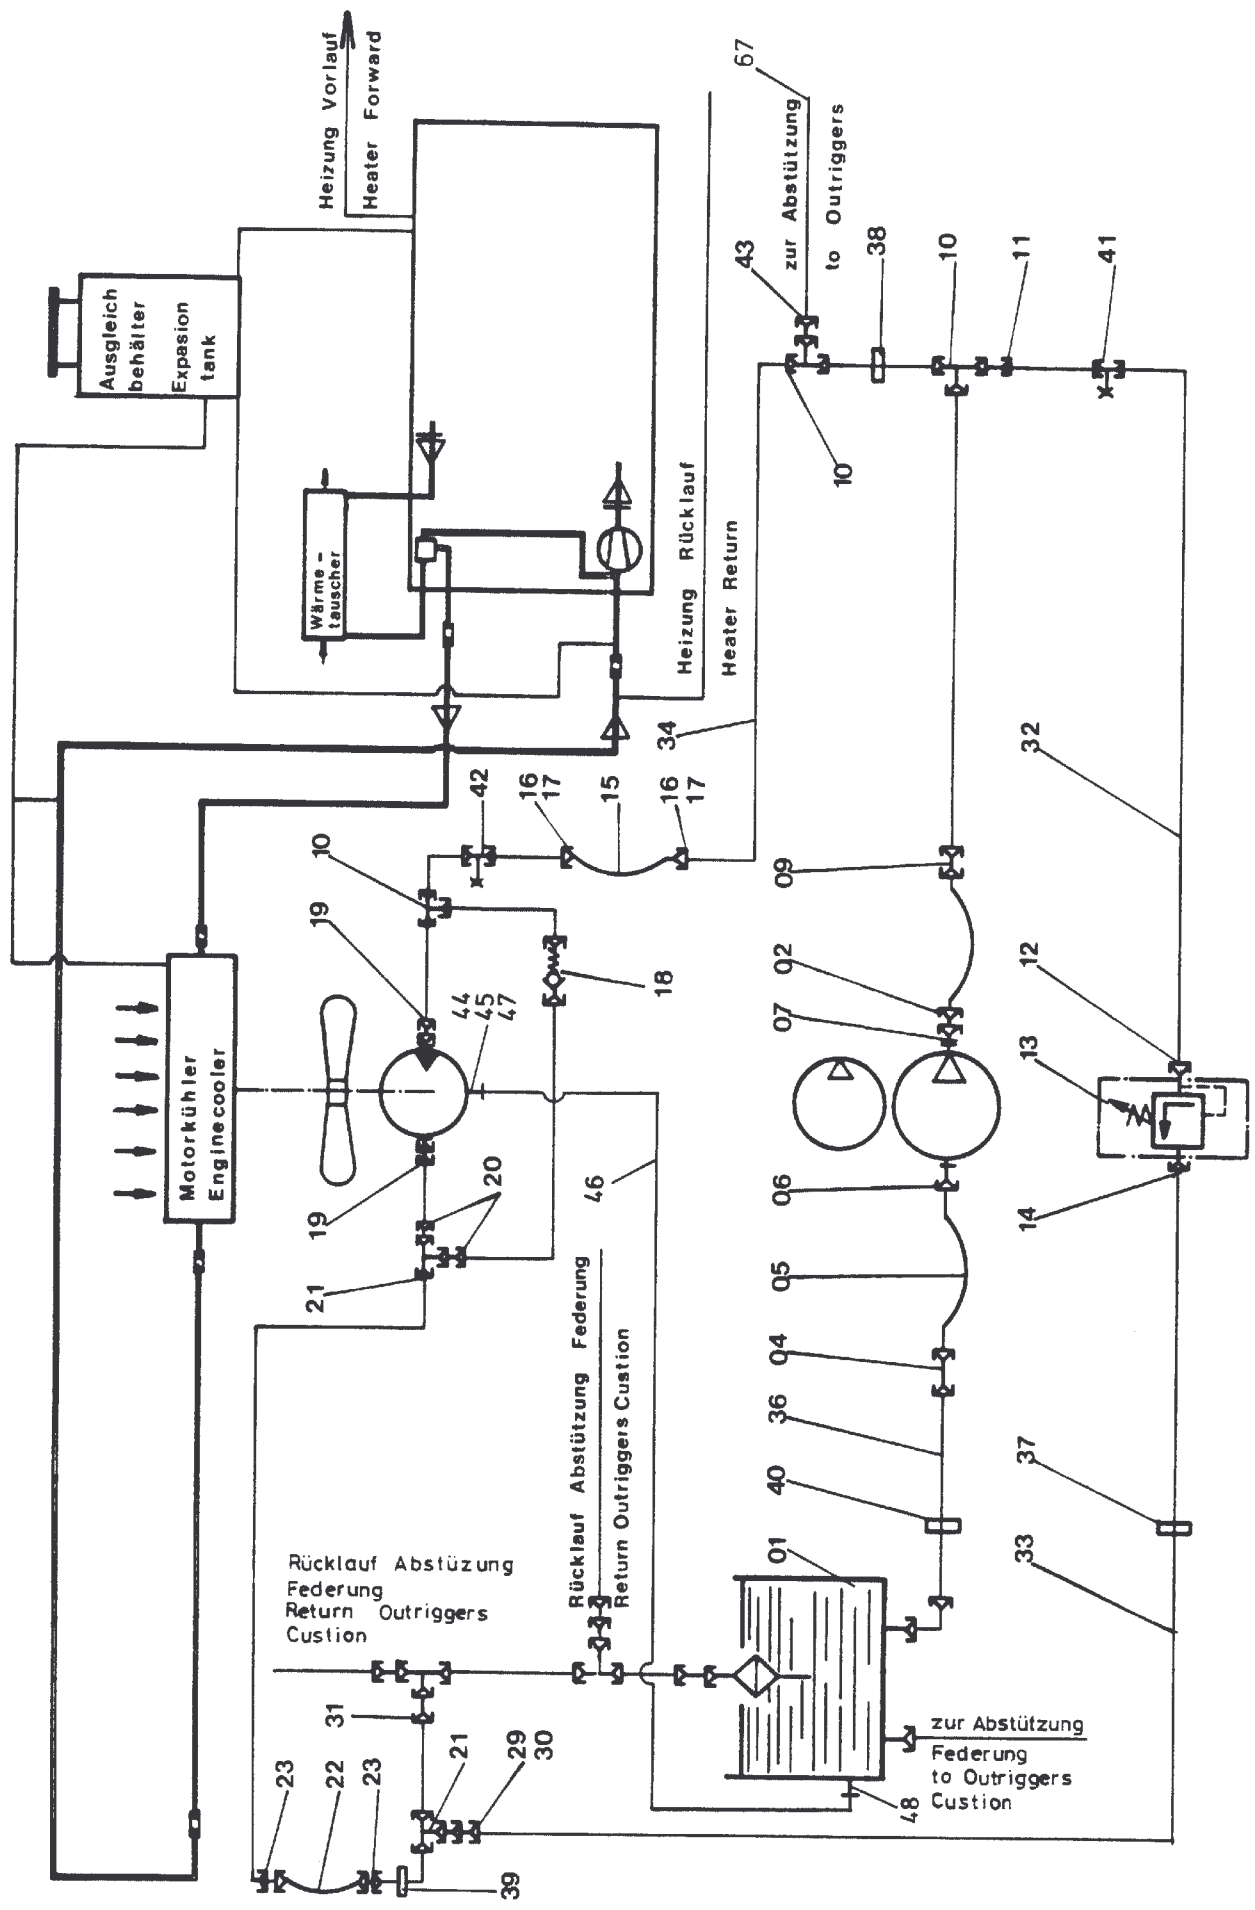 Heizung Vorlauf
Heater Forward
67
zur Abstützung
to Outriggers
43
38
10
11
41
Ausgleich
behälter
Expasion
tank
10
Wärme-
tauscher
Heizung Rücklauf
Heater Return
34
32
42
16
17
15
16
17
10
19
09
18
02
07
12
13
44
45
47
Motorkühler
Enginecooler
19
20
21
46
06
14
05
04
36
40
37
01
33
Rücklauf Abstützung Federung
Return Outriggers Custion
Rücklauf Abstüzung
Federung
Return Outriggers
Custion
31
21
29
30
23
22
23
39
48
zur Abstützung
Federung
to Outriggers
Custion